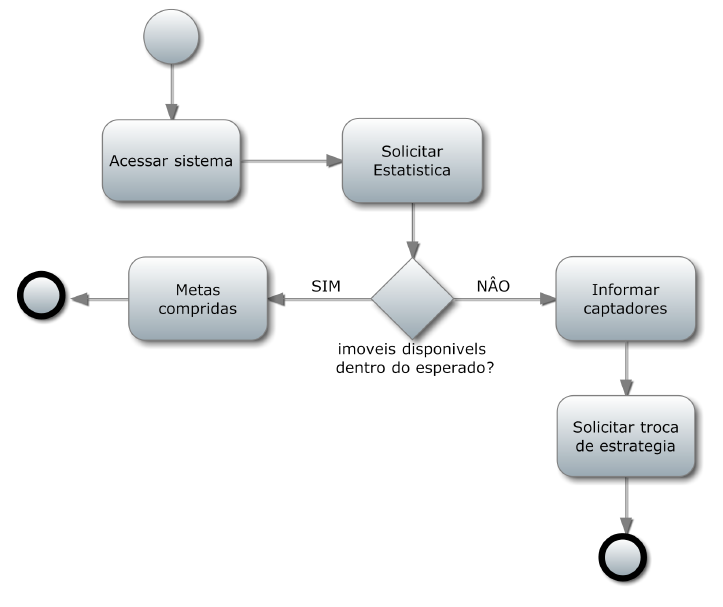 Acessar sistema
Solicitar
Estatistica
Metas
compridas
SIM
NÂO
Informar
captadores
imoveis disponivels
dentro do esperado?
Solicitar troca
de estrategia